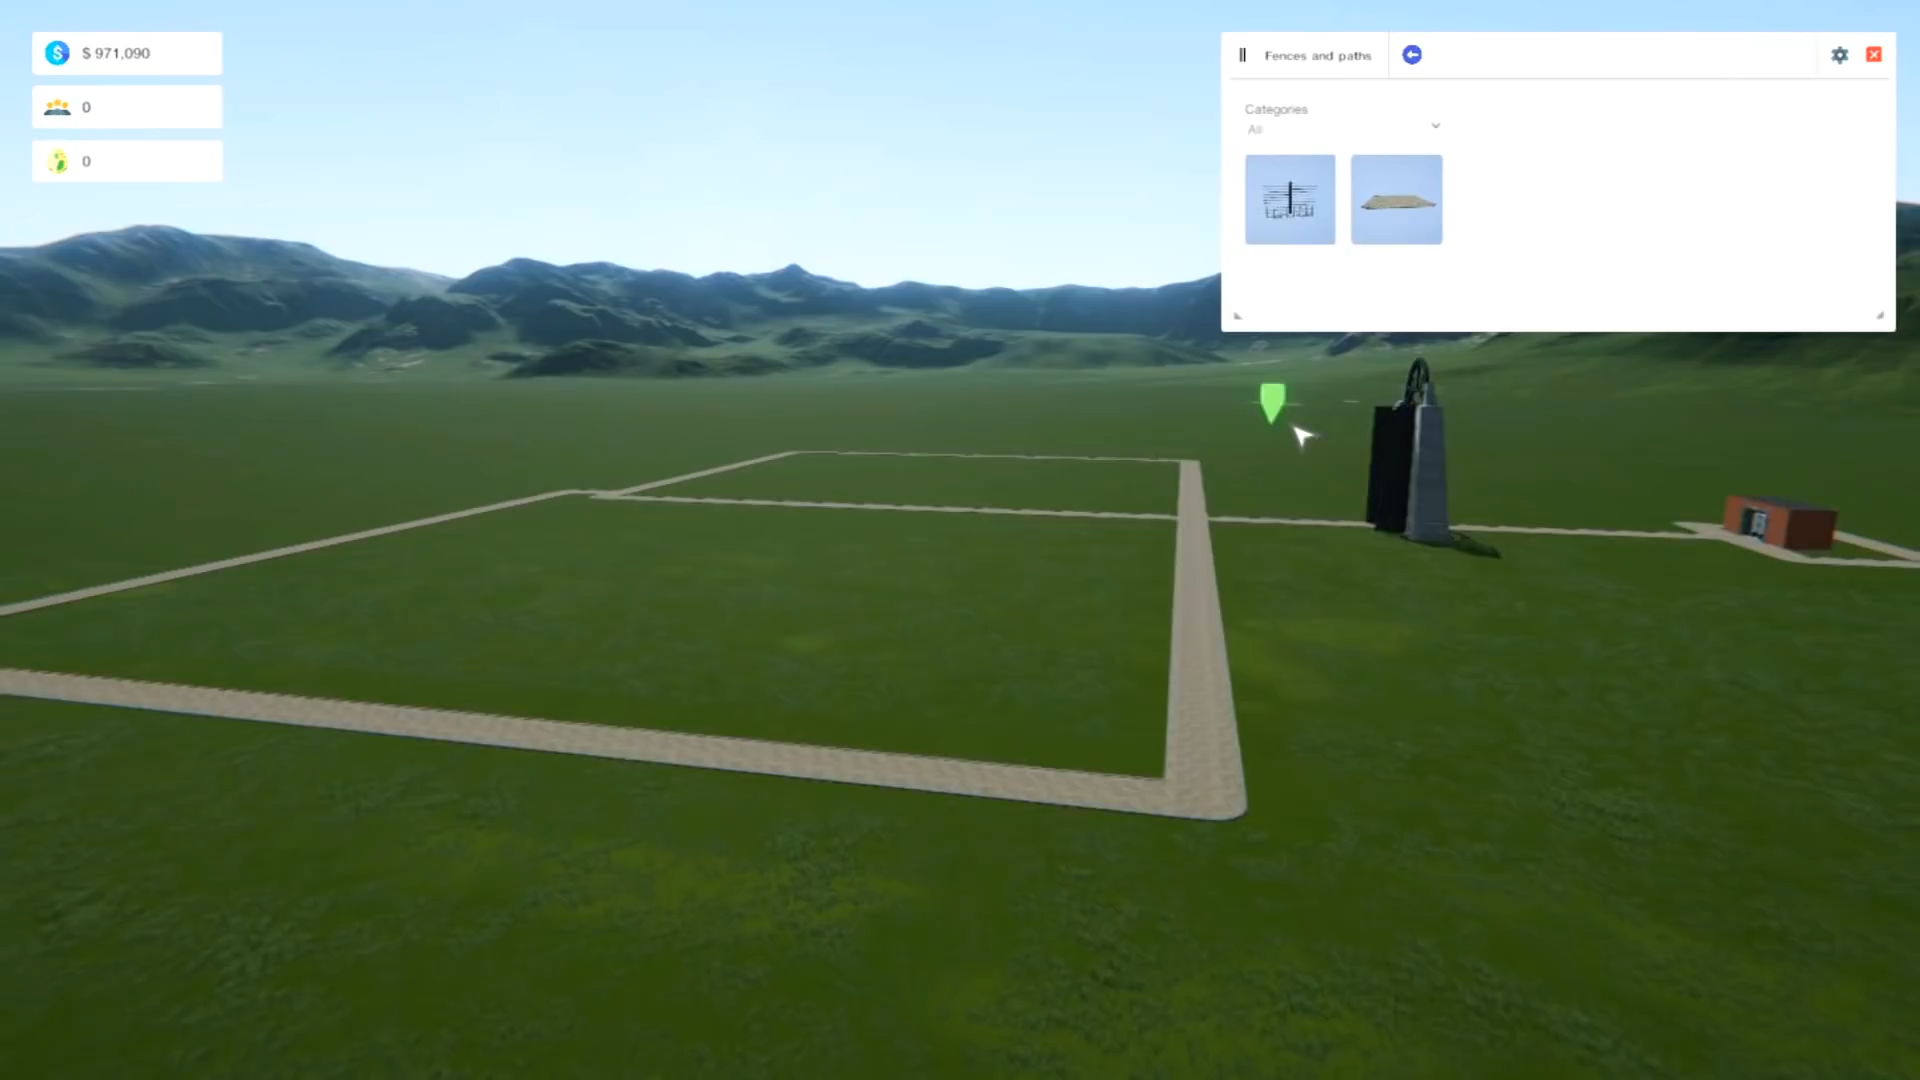 $ 971,090
0
0
Fences and paths
Categories
All